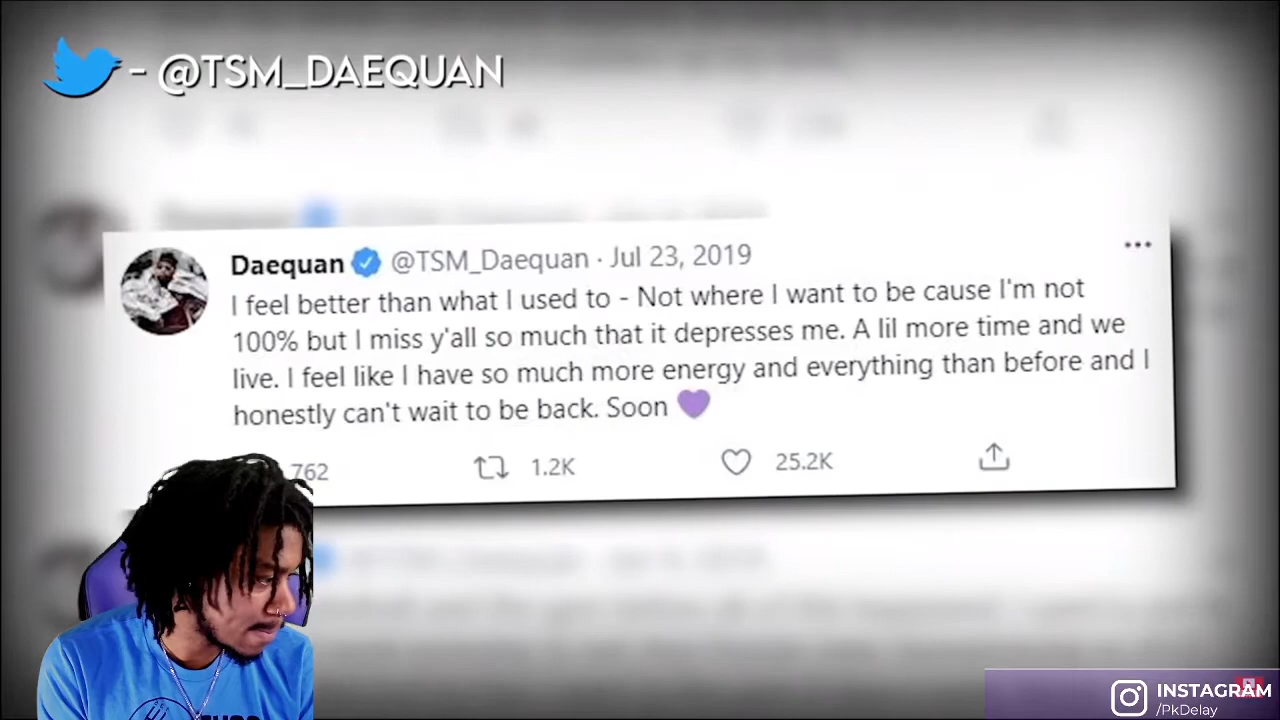 - @TSM_DAEQUAN
Daequan @TSM_Daequan · Jul 23, 2019
I feel better than what I used to - Not where I want to be cause I'm not
100% but I miss y'all so much that it depresses me. A lil more time and we
live. I feel like I have so much more energy and everything than before and I
honestly can't wait to be back. Soon 💜
762 1.2K 25.2K
INSTAGRAM
/PkDelay